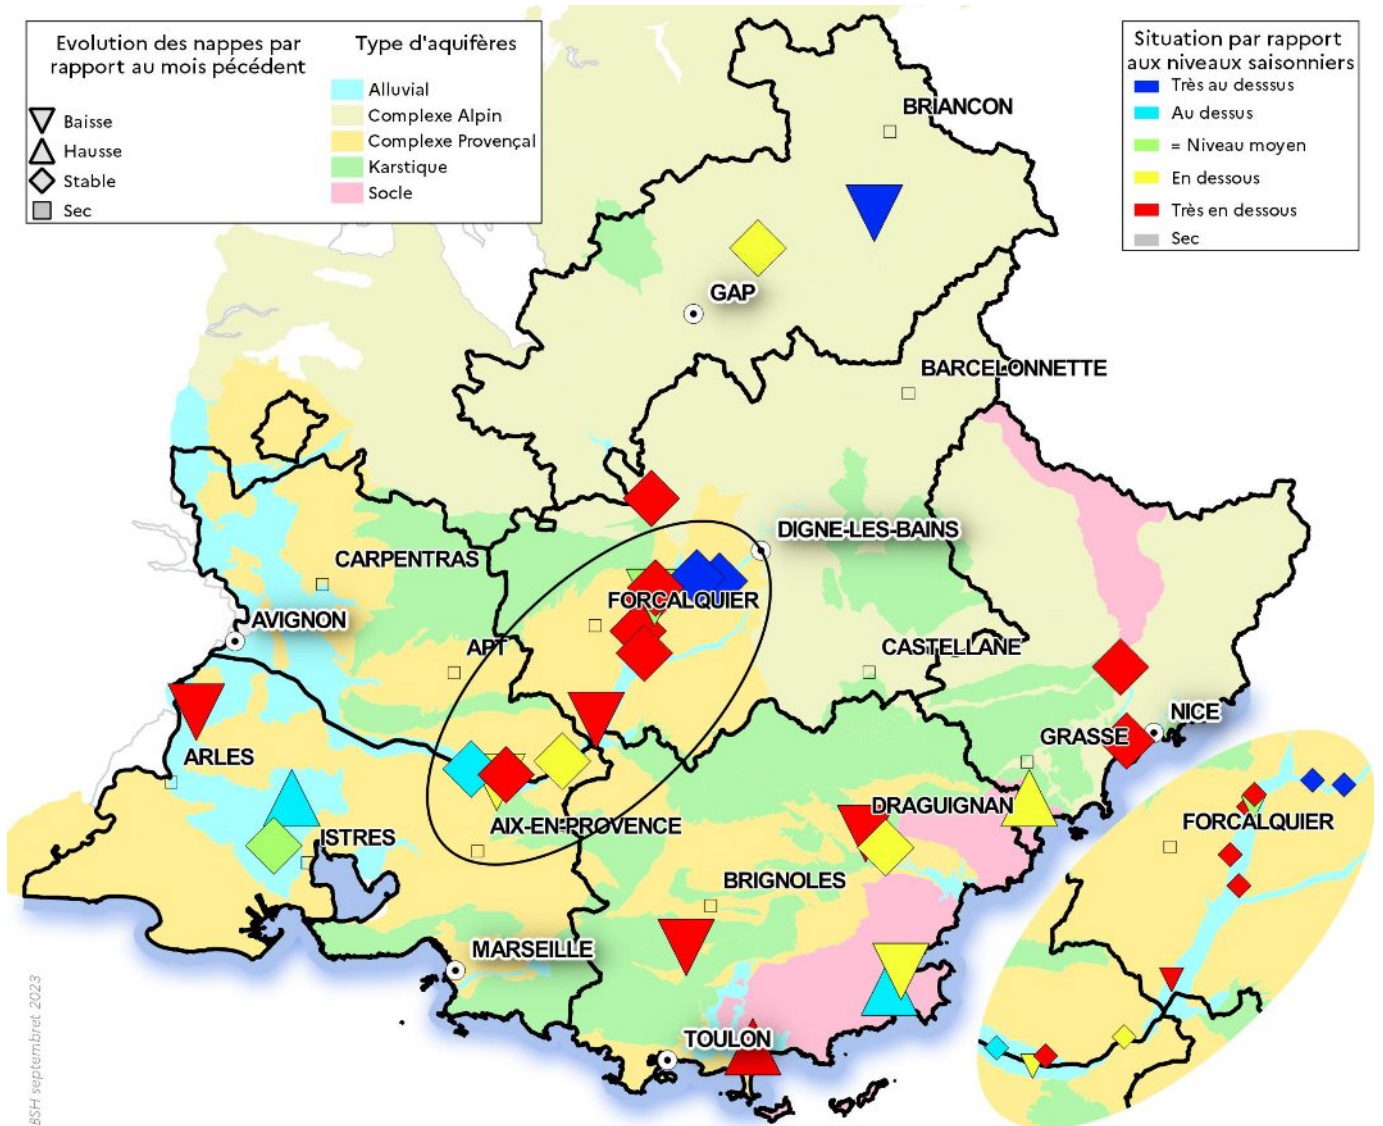 Evolution des nappes par
rapport au mois pécédent
Baisse
Hausse
Stable
Sec
Type d'aquifères
Alluvial
Complexe Alpin
Complexe Provençal
Karstique
Socle
Situation par rapport
aux niveaux saisonniers
Très au desssus
Au dessus
= Niveau moyen
En dessous
Très en dessous
Sec
BRIANCON
GAP
BARCELONNETTE
DIGNE-LES-BAINS
CARPENTRAS
FORCALQUIER
AVIGNON
APT
CASTELLANE
NICE
GRASSE
ARLES
DRAGUIGNAN
AIX-EN-PROVENCE
ISTRES
FORCALQUIER
BRIGNOLES
MARSEILLE
TOULON
BSH septembret 2023